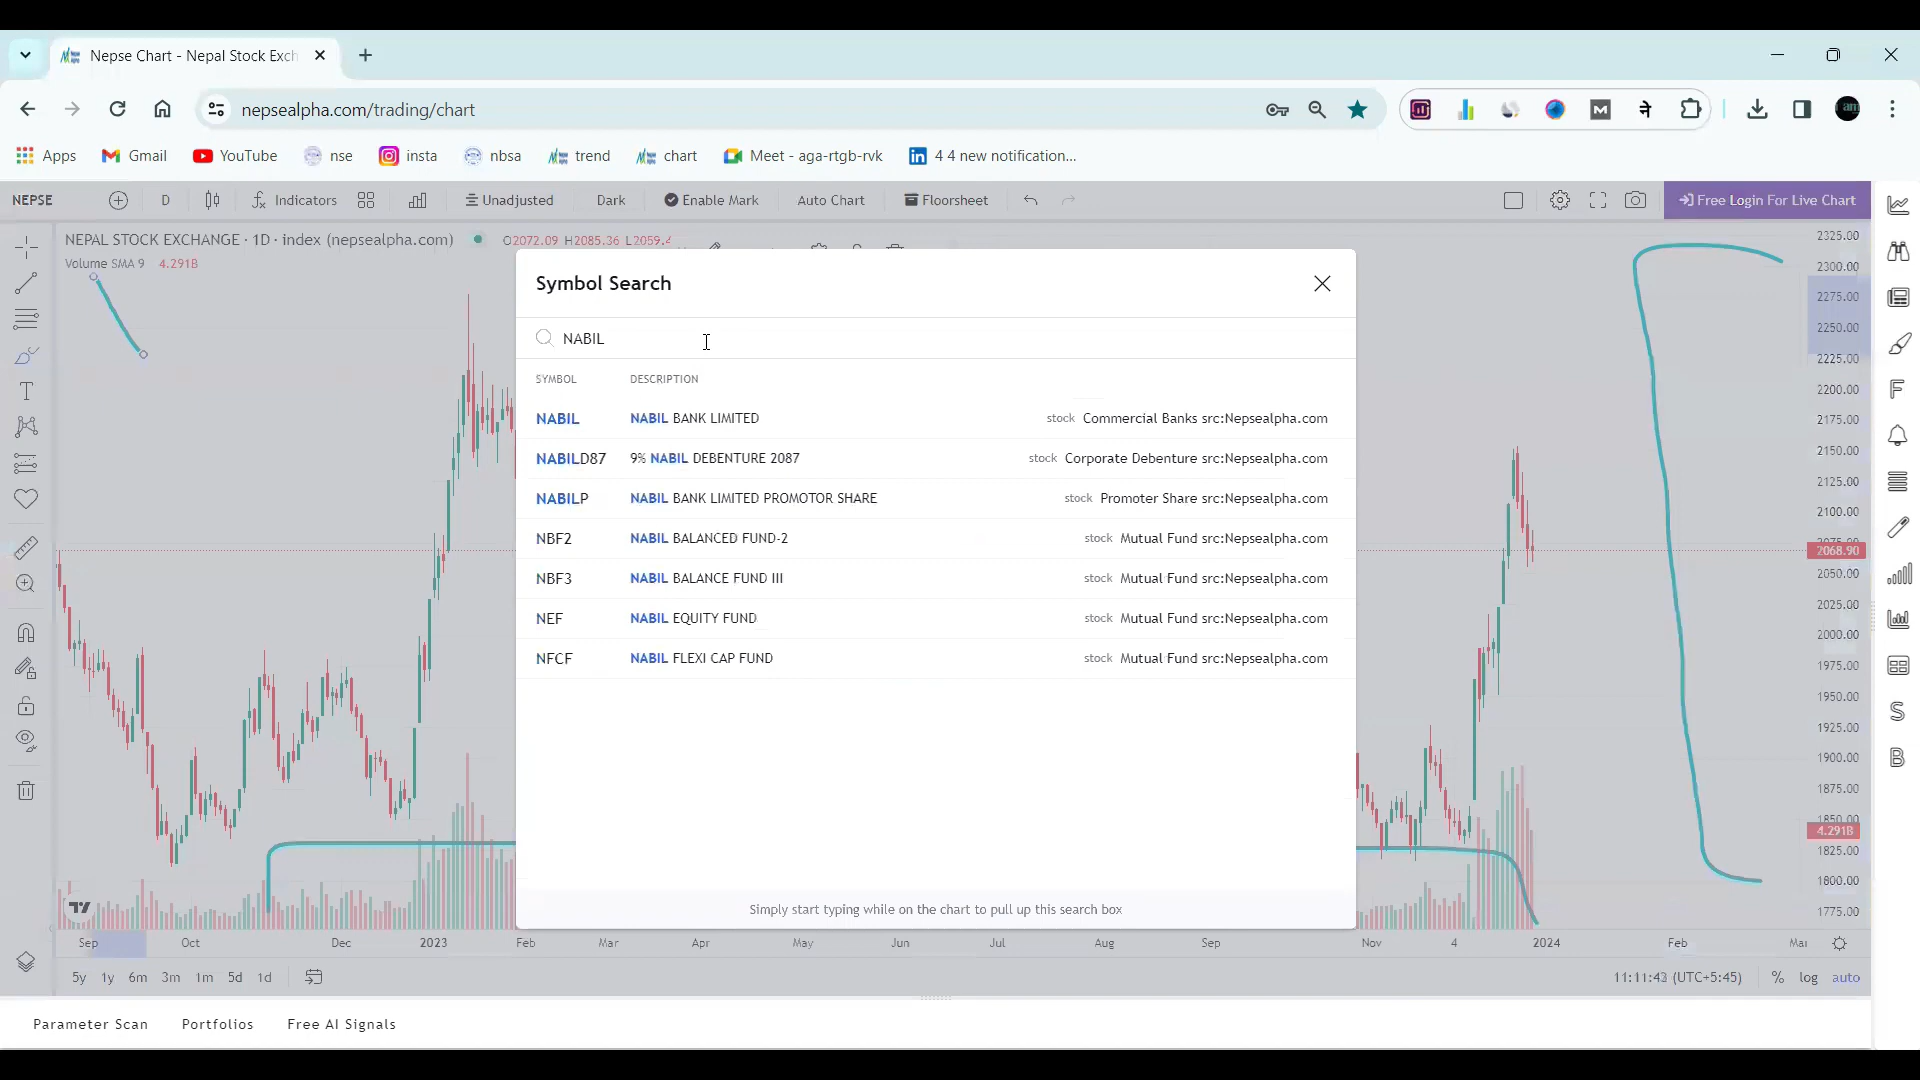 Nepse Chart - Nepal Stock Exch
nepsealpha.com/trading/chart
Apps Gmail YouTube nse insta nbsa trend chart Meet - aga-rtgb-rvk 4 4 new notification...
NEPSE D Indicators Unadjusted Dark Enable Mark Auto Chart Floorsheet Free Login For Live Chart
NEPAL STOCK EXCHANGE · 1D · index (nepsealpha.com) O2072.09 H2085.36 L2059.4
Volume SMA 9 4.291B
Symbol Search
NABIL
SYMBOL DESCRIPTION
NABIL NABIL BANK LIMITED stock Commercial Banks src:Nepsealpha.com
NABILD87 9% NABIL DEBENTURE 2087 stock Corporate Debenture src:Nepsealpha.com
NABILP NABIL BANK LIMITED PROMOTOR SHARE stock Promoter Share src:Nepsealpha.com
NBF2 NABIL BALANCED FUND-2 stock Mutual Fund src:Nepsealpha.com
NBF3 NABIL BALANCE FUND III stock Mutual Fund src:Nepsealpha.com
NEF NABIL EQUITY FUND stock Mutual Fund src:Nepsealpha.com
NFCF NABIL FLEXI CAP FUND stock Mutual Fund src:Nepsealpha.com
Simply start typing while on the chart to pull up this search box
2325.00
2300.00
2275.00
2250.00
2225.00
2200.00
2175.00
2150.00
2125.00
2100.00
2068.90
2050.00
2025.00
2000.00
1975.00
1950.00
1925.00
1900.00
1875.00
1850.00
4.291B
1825.00
1800.00
1775.00
Sep Oct Dec 2023 Feb Mar Apr May Jun Jul Aug Sep Nov 4 2024 Feb Mar
5y 1y 6m 3m 1m 5d 1d 11:11:43 (UTC+5:45) % log auto
Parameter Scan Portfolios Free AI Signals